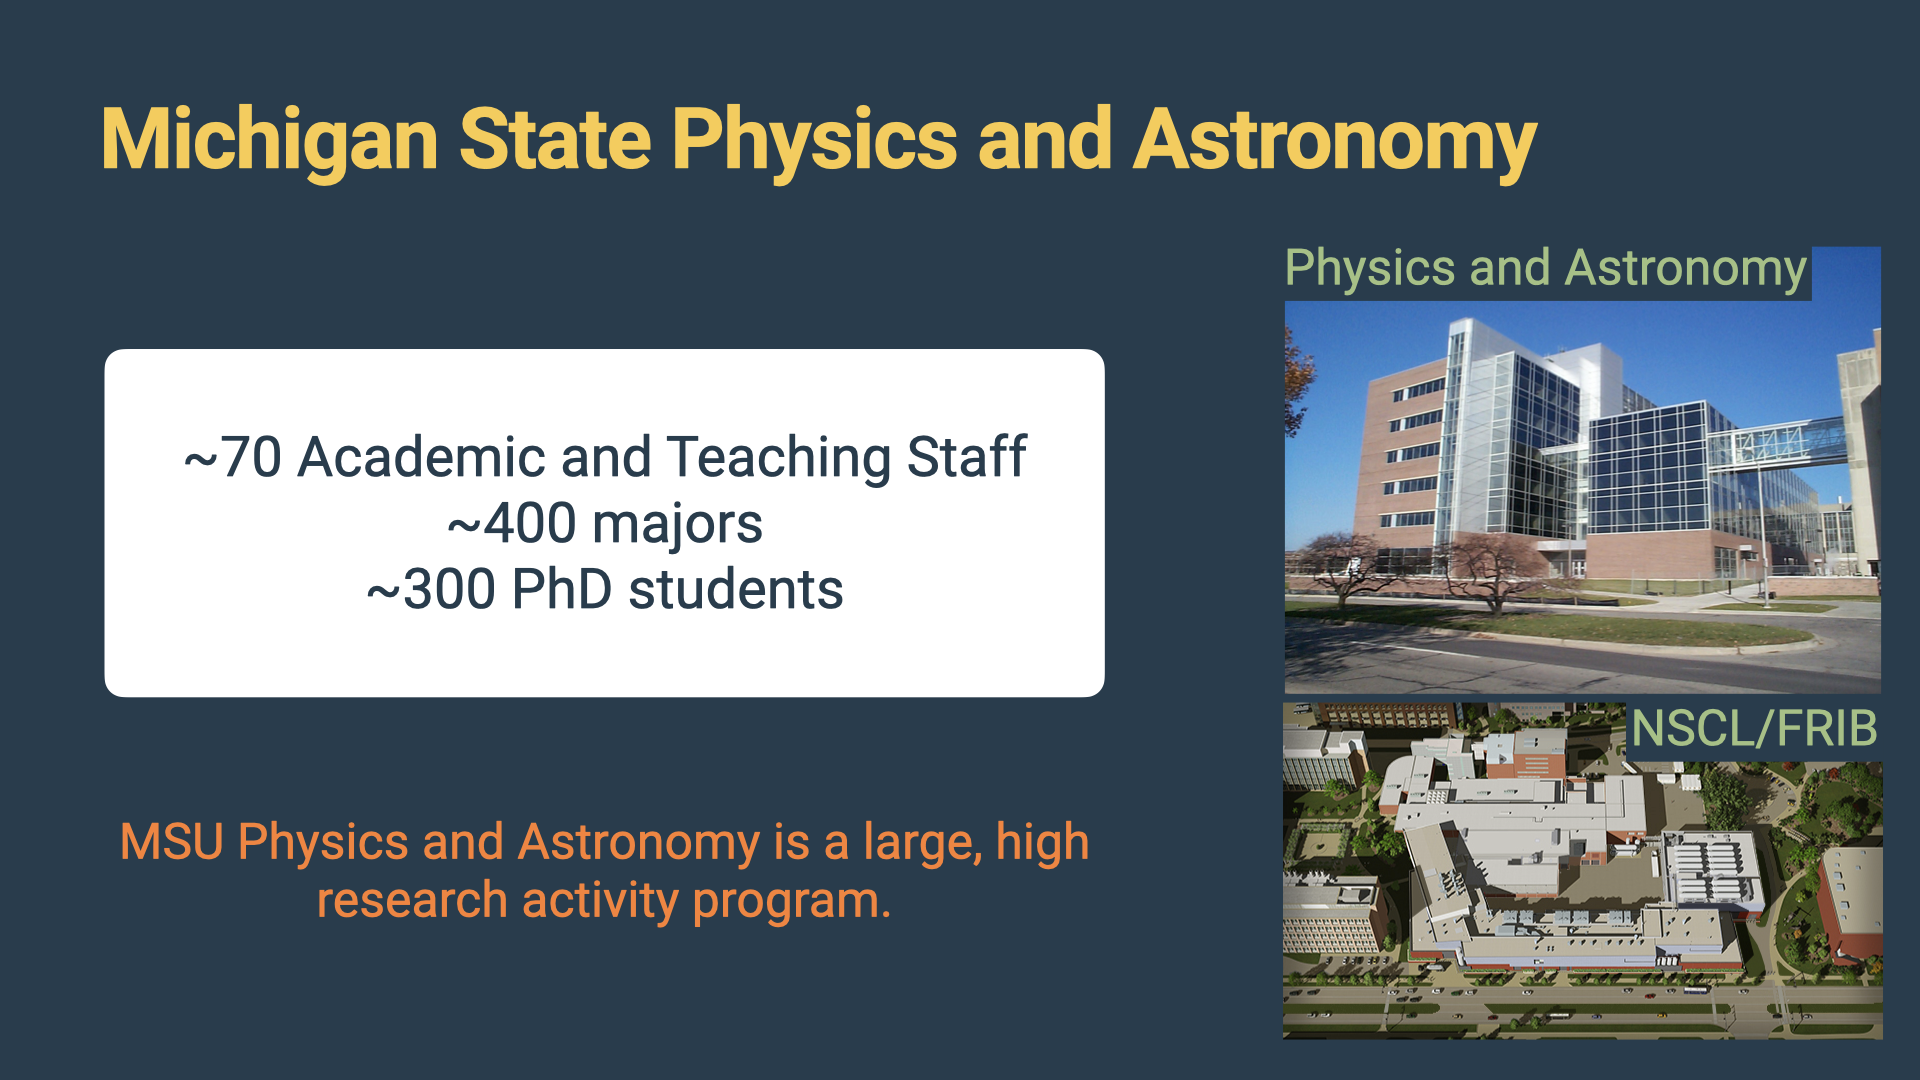 Michigan State Physics and Astronomy
~70 Academic and Teaching Staff
~400 majors
~300 PhD students
MSU Physics and Astronomy is a large, high
research activity program.
Physics and Astronomy
NSCL/FRIB